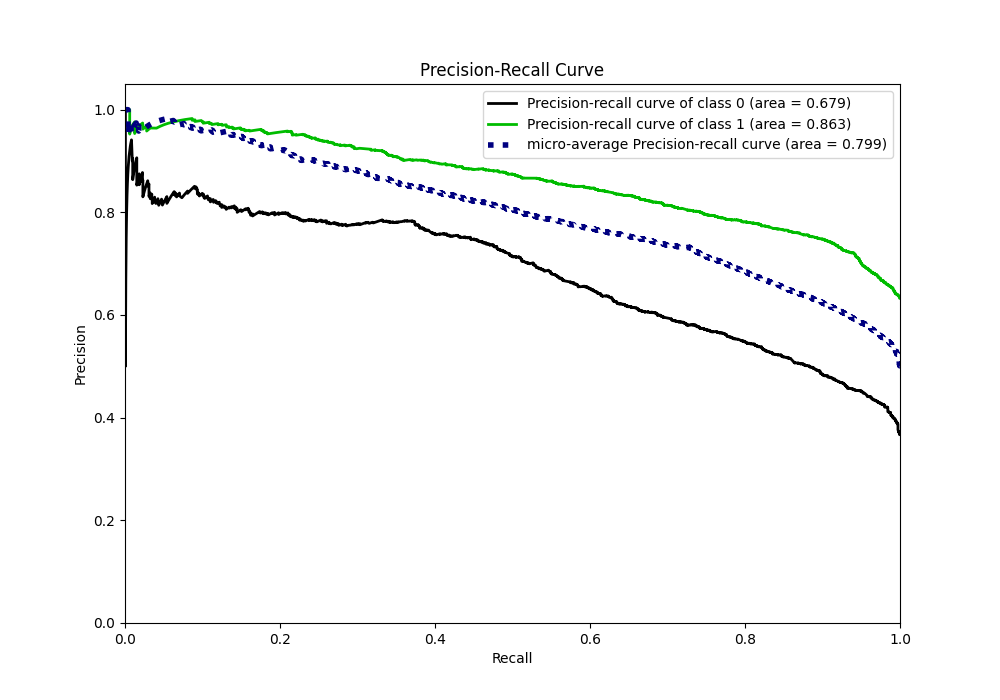 Precision-Recall Curve
Precision-recall curve of class 0 (area = 0.679)
Precision-recall curve of class 1 (area = 0.863)
micro-average Precision-recall curve (area = 0.799)
1.0
0.8
0.6
0.4
0.2
0.0
Precision
0.0 0.2 0.4 0.6 0.8 1.0
Recall